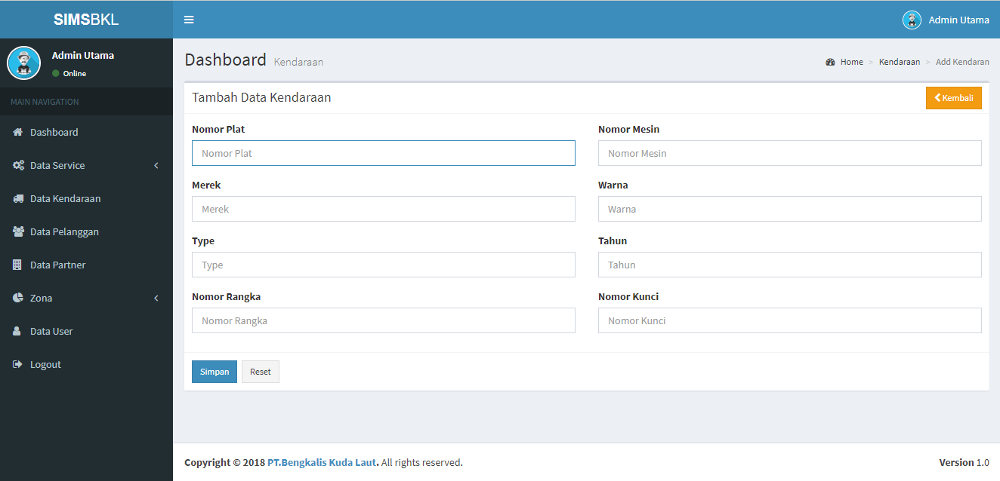 SIMSBKL
Admin Utama
Admin Utama
Online
MAIN NAVIGATION
Dashboard
Data Service
Data Kendaraan
Data Pelanggan
Data Partner
Zona
Data User
Logout
Dashboard Kendaraan
Home > Kendaraan > Add Kendaran
Tambah Data Kendaraan
Kembali
Nomor Plat
Nomor Plat
Nomor Mesin
Nomor Mesin
Merek
Merek
Warna
Warna
Type
Type
Tahun
Tahun
Nomor Rangka
Nomor Rangka
Nomor Kunci
Nomor Kunci
Simpan
Reset
Copyright © 2018 PT.Bengkalis Kuda Laut. All rights reserved.
Version 1.0